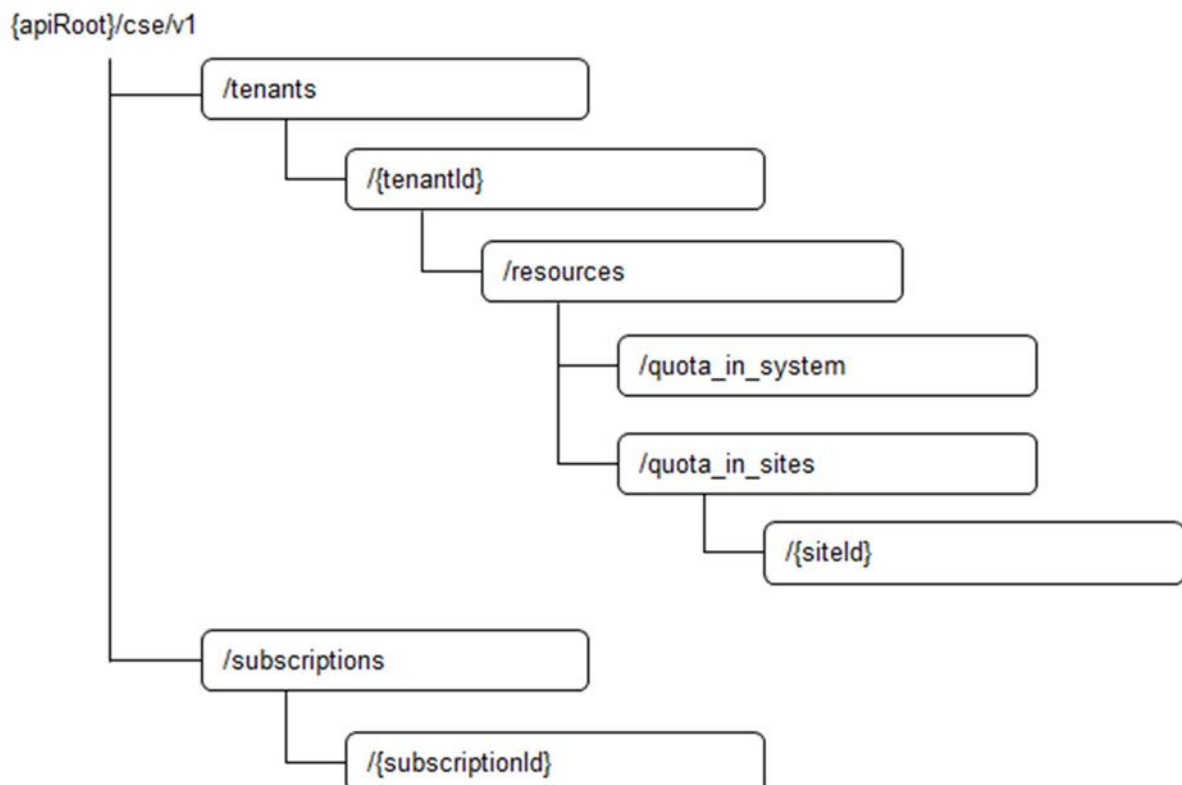 {apiRoot}/cse/v1
/tenants
/{tenantId}
/resources
/quota_in_system
/quota_in_sites
/{siteId}
/subscriptions
/{subscriptionId}